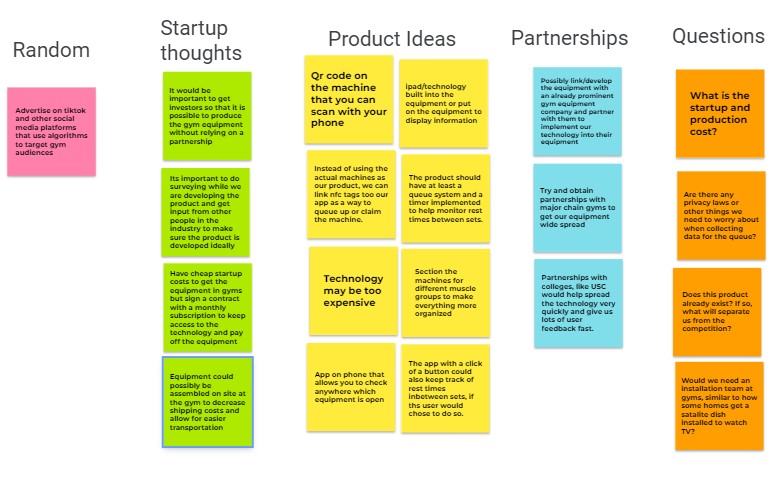 Random
Advertise on tiktok
and other social
media platforms
that use algorithms
to target gym
audiences
Startup
thoughts
It would be
important to get
investors so that it is
possible to produce
the gym equipment
without relying on a
partnership
Its important to do
surveying while we
are developing the
product and get
input from other
people in the
industry to make
sure the product is
developed ideally
Have cheap startup
costs to get the
equipment in gyms
but sign a contract
with a monthly
subscription to keep
access to the
technology and pay
off the equipment
Equipment could
possibly be
assembled on site at
the gym to decrease
shipping costs and
allow for easier
transportation
Product Ideas
Qr code on
the machine
that you can
scan with your
phone
ipad/technology
built into the
equipment or put
on the equipment to
display information
Instead of using the
actual machines as
our product, we can
link nfc tags too our
app as a way to
queue up or claim
the machine.
The product should
have at least a
queue system and a
timer implemented
to help monitor rest
times between sets.
Technology
may be too
expensive
Section the
machines for
different muscle
groups to make
everything more
organized
App on phone that
allows you to check
anywhere which
equipment is open
The app with a click
of a button could
also keep track of
rest times
inbetween sets, if
ths user would
chose to do so.
Partnerships
Possibly link/develop
the equipment with
an already prominent
gym equipment
company and partner
with them to
implement our
technology into their
equipment
Try and obtain
partnerships with
major chain gyms to
get our equipment
wide spread
Partnerships with
colleges, like USC
would help spread
the technology very
quickly and give us
lots of user
feedback fast.
Questions
What is the
startup and
production
cost?
Are there any
privacy laws or
other things we
need to worry about
when collecting
data for the queue?
Does this product
already exist? If so,
what will separate
us from the
competition?
Would we need an
installation team at
gyms, similar to how
some homes get a
satalite dish
installed to watch
TV?